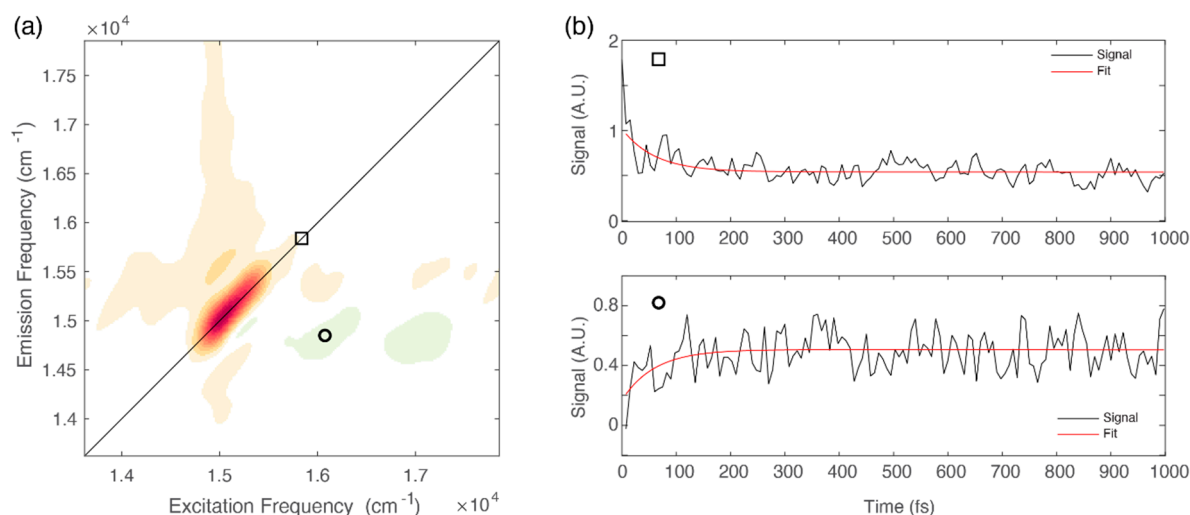 (a)
×10⁴
1.75
1.7
1.65
1.6
1.55
1.5
1.45
1.4
Emission Frequency (cm⁻¹)
1.4 1.5 1.6 1.7
Excitation Frequency (cm⁻¹) ×10⁴
(b)
2
1
0
Signal (A.U.)
Signal
Fit
0 100 200 300 400 500 600 700 800 900 1000
0.8
0.4
0
Signal (A.U.)
Signal
Fit
0 100 200 300 400 500 600 700 800 900 1000
Time (fs)